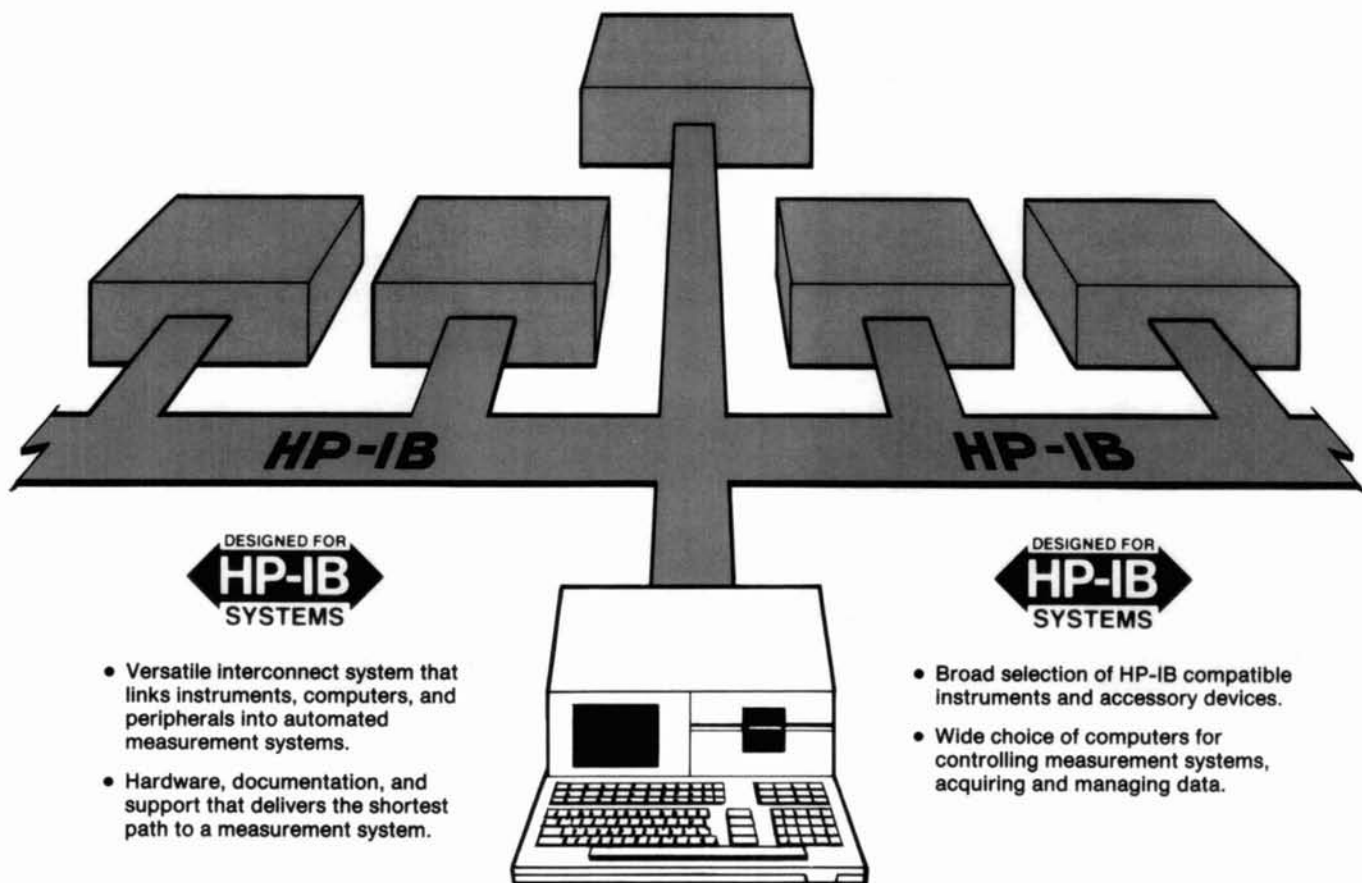 HP-IB
HP-IB
DESIGNED FOR
HP-IB
SYSTEMS
• Versatile interconnect system that
links instruments, computers, and
peripherals into automated
measurement systems.
• Hardware, documentation, and
support that delivers the shortest
path to a measurement system.
DESIGNED FOR
HP-IB
SYSTEMS
• Broad selection of HP-IB compatible
instruments and accessory devices.
• Wide choice of computers for
controlling measurement systems,
acquiring and managing data.